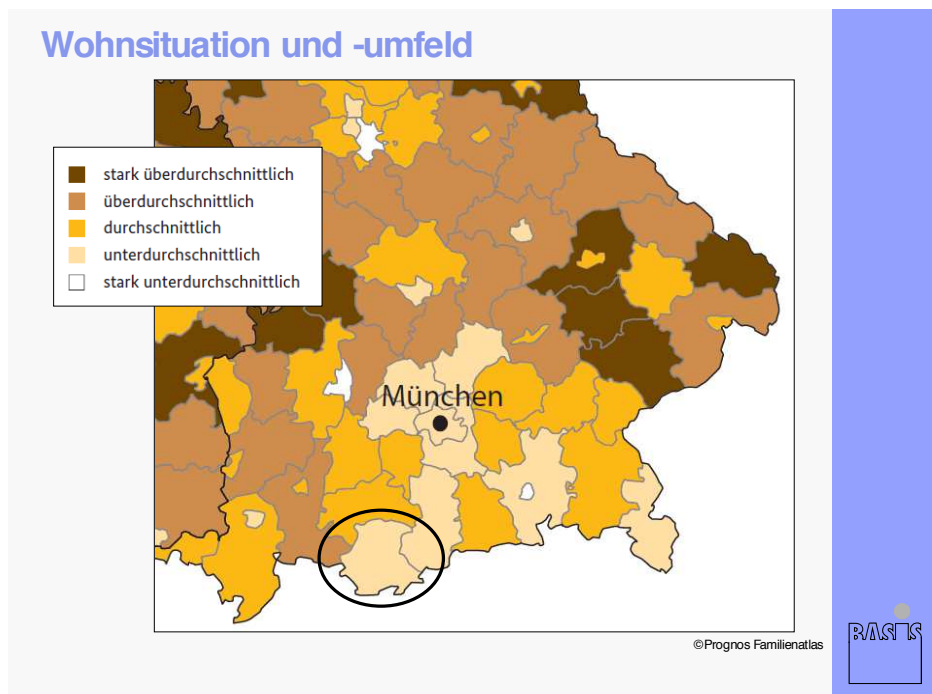 Wohnsituation und -umfeld
stark überdurchschnittlich
überdurchschnittlich
durchschnittlich
unterdurchschnittlich
stark unterdurchschnittlich
München
©Prognos Familienatlas
BASIS